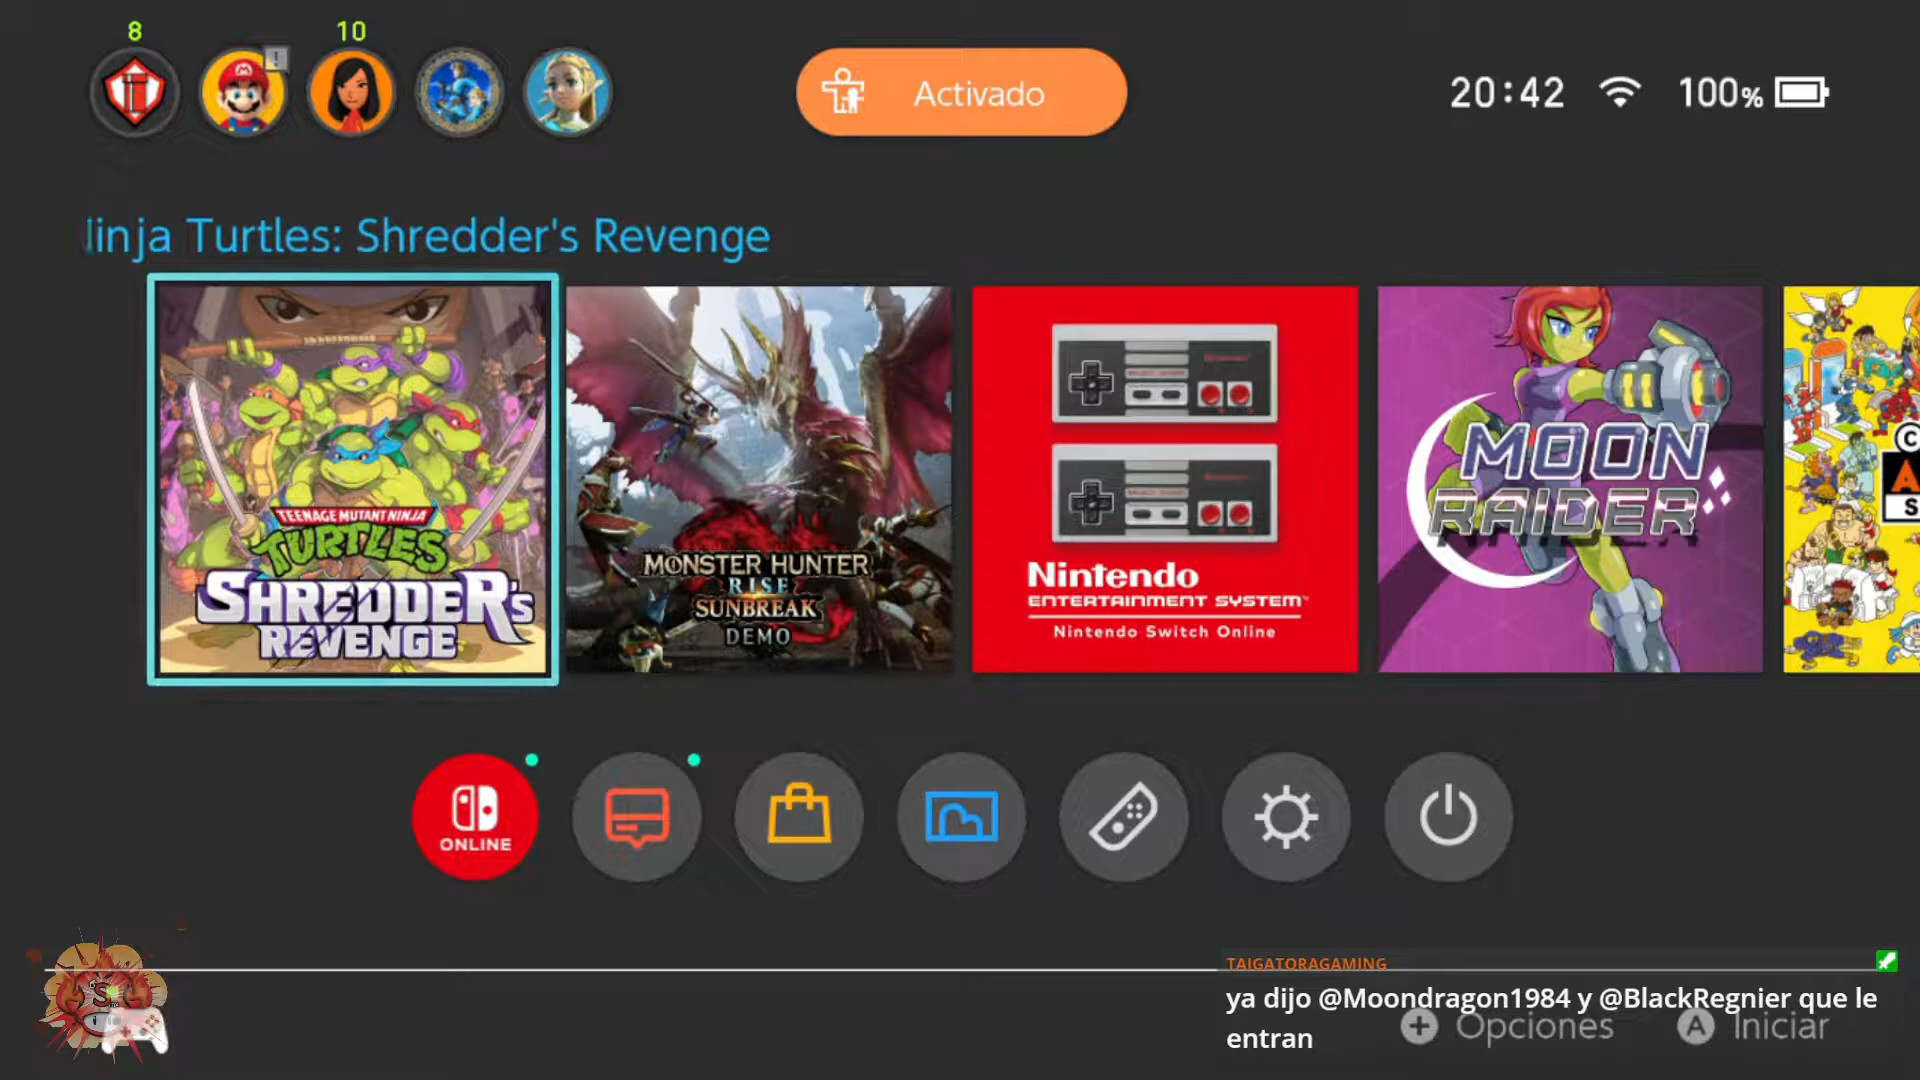 8
10
Activado
20:42
100%
Ninja Turtles: Shredder's Revenge
TEENAGE MUTANT NINJA
TURTLES
SHREDDER'S
REVENGE
MONSTER HUNTER
RISE
SUNBREAK
DEMO
Nintendo
ENTERTAINMENT SYSTEM™
Nintendo Switch Online
MOON
RAIDER
C
A
S
ONLINE
S
TAIGATORAGAMING
ya dijo @Moondragon1984 y @BlackRegnier que le
entran
Opciones
A Iniciar